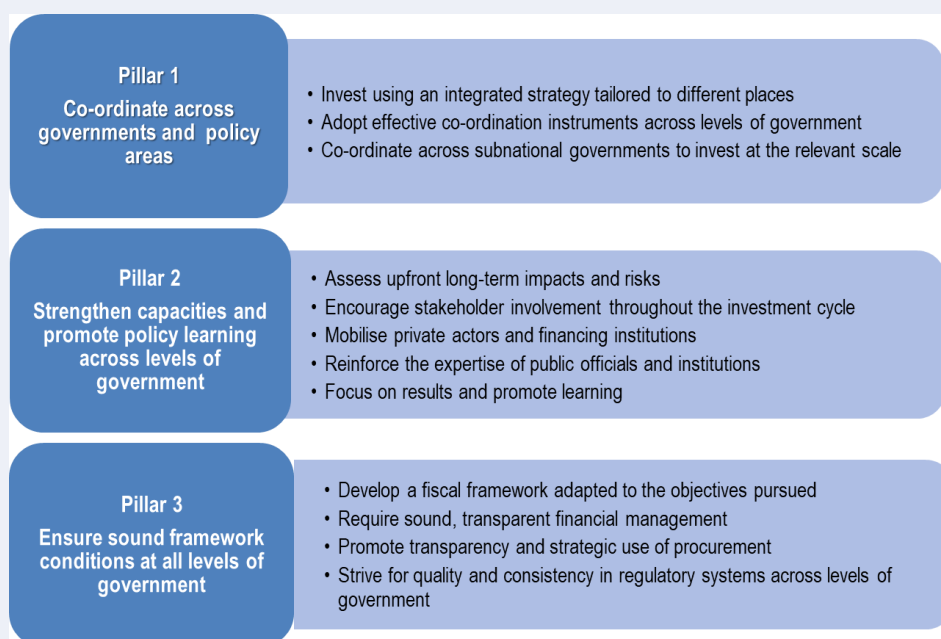 Pillar 1
Co-ordinate across
governments and policy
areas
• Invest using an integrated strategy tailored to different places
• Adopt effective co-ordination instruments across levels of government
• Co-ordinate across subnational governments to invest at the relevant scale
Pillar 2
Strengthen capacities and
promote policy learning
across levels of
government
• Assess upfront long-term impacts and risks
• Encourage stakeholder involvement throughout the investment cycle
• Mobilise private actors and financing institutions
• Reinforce the expertise of public officials and institutions
• Focus on results and promote learning
Pillar 3
Ensure sound framework
conditions at all levels of
government
• Develop a fiscal framework adapted to the objectives pursued
• Require sound, transparent financial management
• Promote transparency and strategic use of procurement
• Strive for quality and consistency in regulatory systems across levels of
government